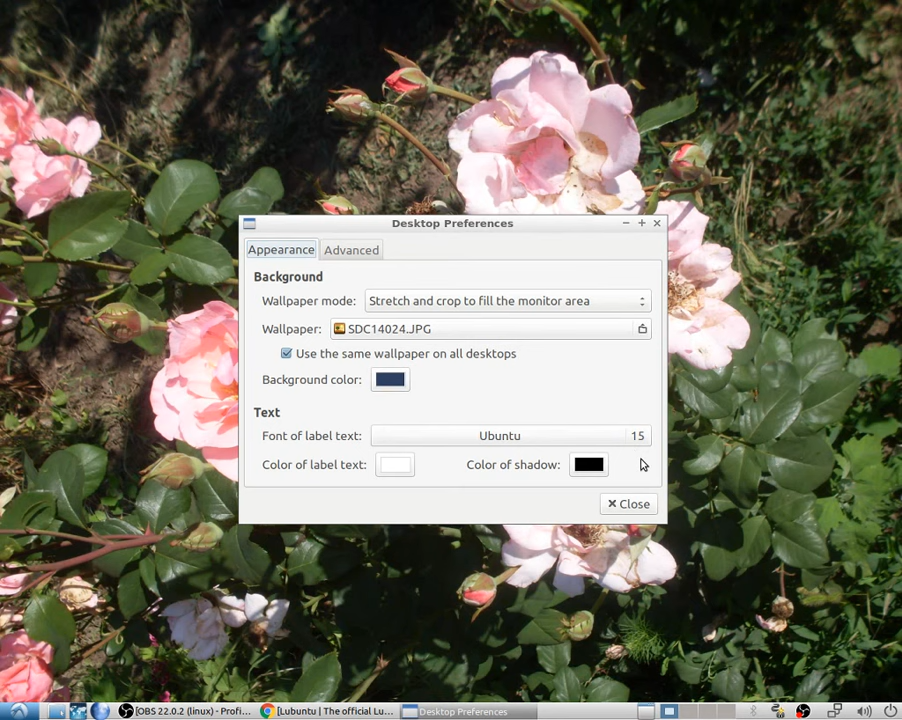 Desktop Preferences
Appearance Advanced
Background
Wallpaper mode: Stretch and crop to fill the monitor area
Wallpaper: SDC14024.JPG
Use the same wallpaper on all desktops
Background color:
Text
Font of label text: Ubuntu 15
Color of label text: Color of shadow:
Close
[OBS 22.0.2 (linux) - Profi... [Lubuntu | The official Lu... Desktop Preferences